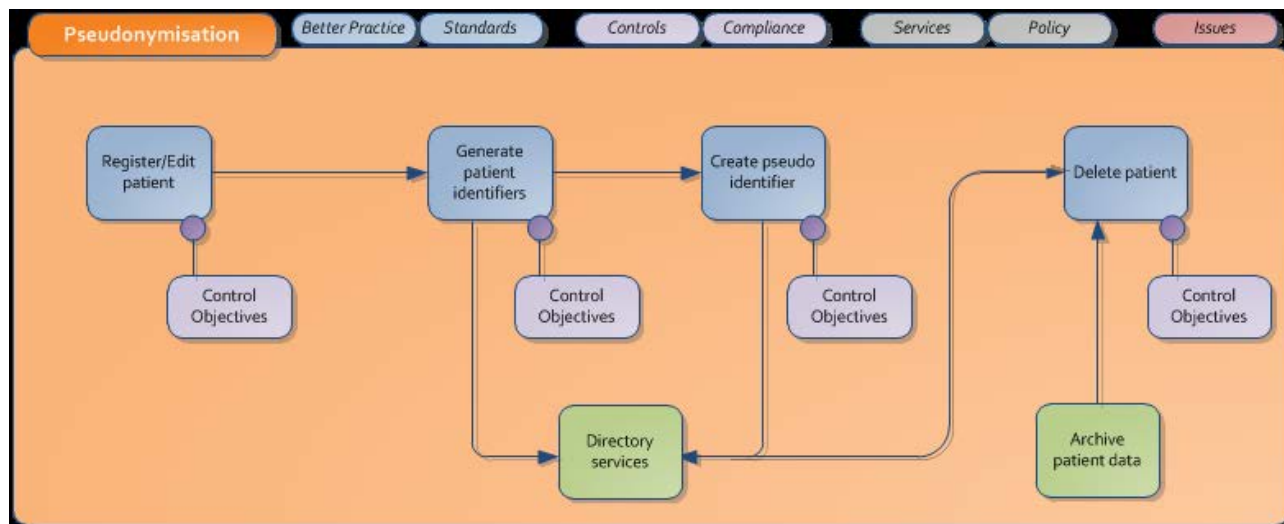 Pseudonymisation
Better Practice
Standards
Controls
Compliance
Services
Policy
Issues
Register/Edit
patient
Generate
patient
identifiers
Create pseudo
identifier
Delete patient
Control
Objectives
Control
Objectives
Control
Objectives
Control
Objectives
Directory
services
Archive
patient data